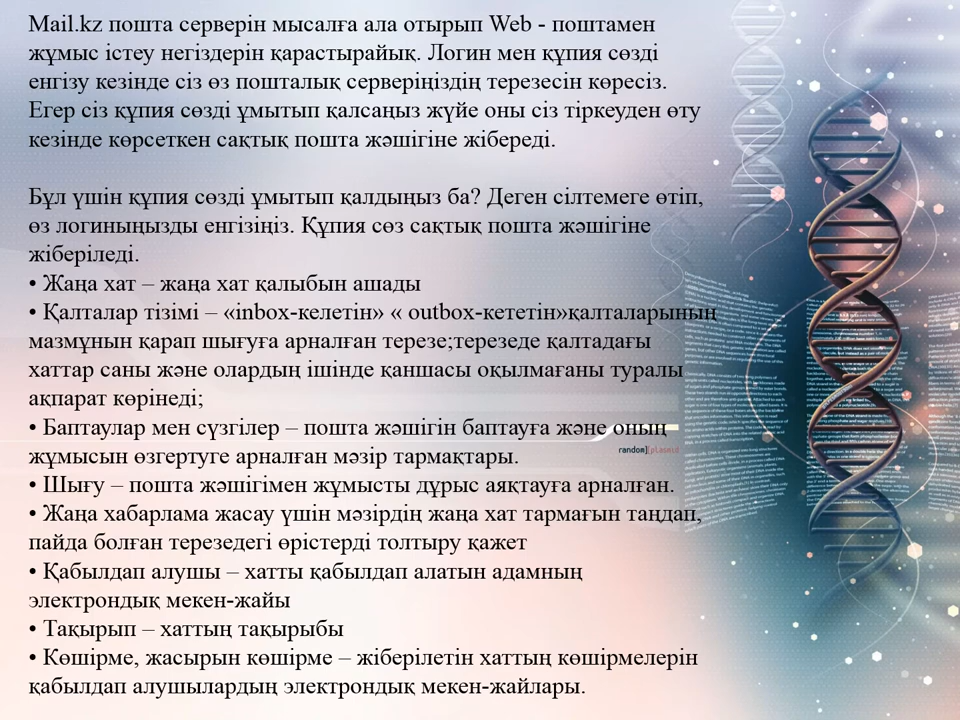 Mail.kz пошта серверін мысалға ала отырып Web - поштамен
жұмыс істеу негіздерін қарастырайық. Логин мен құпия сөзді
енгізу кезінде сіз өз пошталық серверіңіздің терезесін көресіз.
Егер сіз құпия сөзді ұмытып қалсаңыз жүйе оны сіз тіркеуден өту
кезінде көрсеткен сақтық пошта жәшігіне жібереді.
Бұл үшін құпия сөзді ұмытып қалдыңыз ба? Деген сілтемеге өтіп,
өз логиныңызды енгізіңіз. Құпия сөз сақтық пошта жәшігіне
жіберіледі.
• Жаңа хат – жаңа хат қалыбын ашады
• Қалталар тізімі – «inbox-келетін» « outbox-кететін»қалталарының
мазмұнын қарап шығуға арналған терезе;терезеде қалтадағы
хаттар саны және олардың ішінде қаншасы оқылмағаны туралы
ақпарат көрінеді;
• Баптаулар мен сүзгілер – пошта жәшігін баптауға және оның
жұмысын өзгертуге арналған мәзір тармақтары.
random][plasmid
• Шығу – пошта жәшігімен жұмысты дұрыс аяқтауға арналған.
• Жаңа хабарлама жасау үшін мәзірдің жаңа хат тармағын таңдап,
пайда болған терезедегі өрістерді толтыру қажет
• Қабылдап алушы – хатты қабылдап алатын адамның
электрондық мекен-жайы
• Тақырып – хаттың тақырыбы
• Көшірме, жасырын көшірме – жіберілетін хаттың көшірмелерін
қабылдап алушылардың электрондық мекен-жайлары.